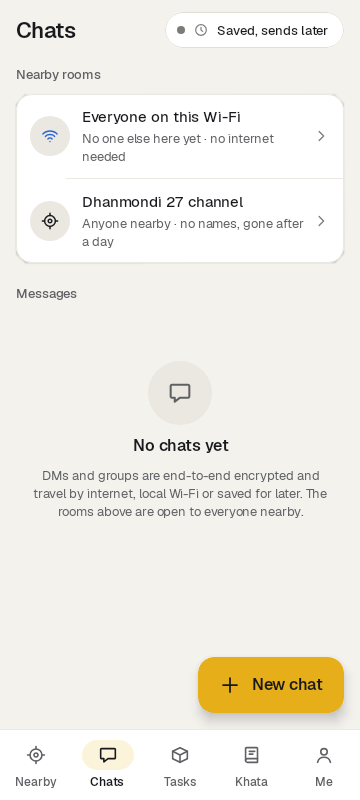 Chats
Saved, sends later
Nearby rooms
Everyone on this Wi-Fi
No one else here yet · no internet
needed
Dhanmondi 27 channel
Anyone nearby · no names, gone after
a day
Messages
No chats yet
DMs and groups are end-to-end encrypted and
travel by internet, local Wi-Fi or saved for later. The
rooms above are open to everyone nearby.
New chat
Nearby
Chats
Tasks
Khata
Me